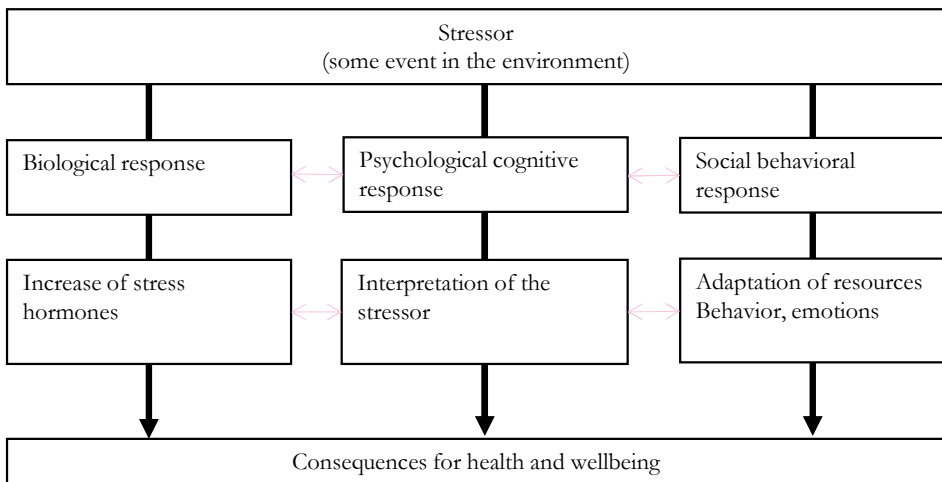 Stressor
(some event in the environment)
Biological response
Psychological cognitive
response
Social behavioral
response
Increase of stress
hormones
Interpretation of the
stressor
Adaptation of resources
Behavior, emotions
Consequences for health and wellbeing